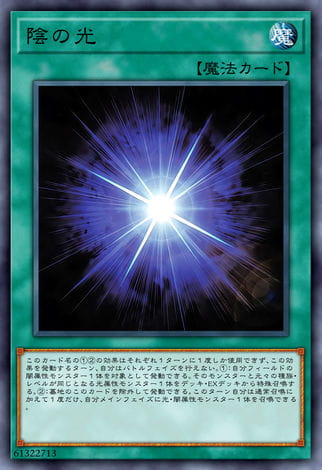 陰の光
魔
【魔法カード】
このカード名の①②の効果はそれぞれ1ターンに1度しか使用できず、この効
果を発動するターン、自分はバトルフェイズを行えない。①：自分フィールドの
闇属性モンスター1体を対象として発動できる。そのモンスターと元々の種族・
レベルが同じとなる光属性モンスター1体をデッキ・EXデッキから特殊召喚す
る。②：墓地のこのカードを除外して発動できる。このターン自分は通常召喚に
加えて1度だけ、自分メインフェイズに光・闇属性モンスター1体を召喚できる
。
61322713